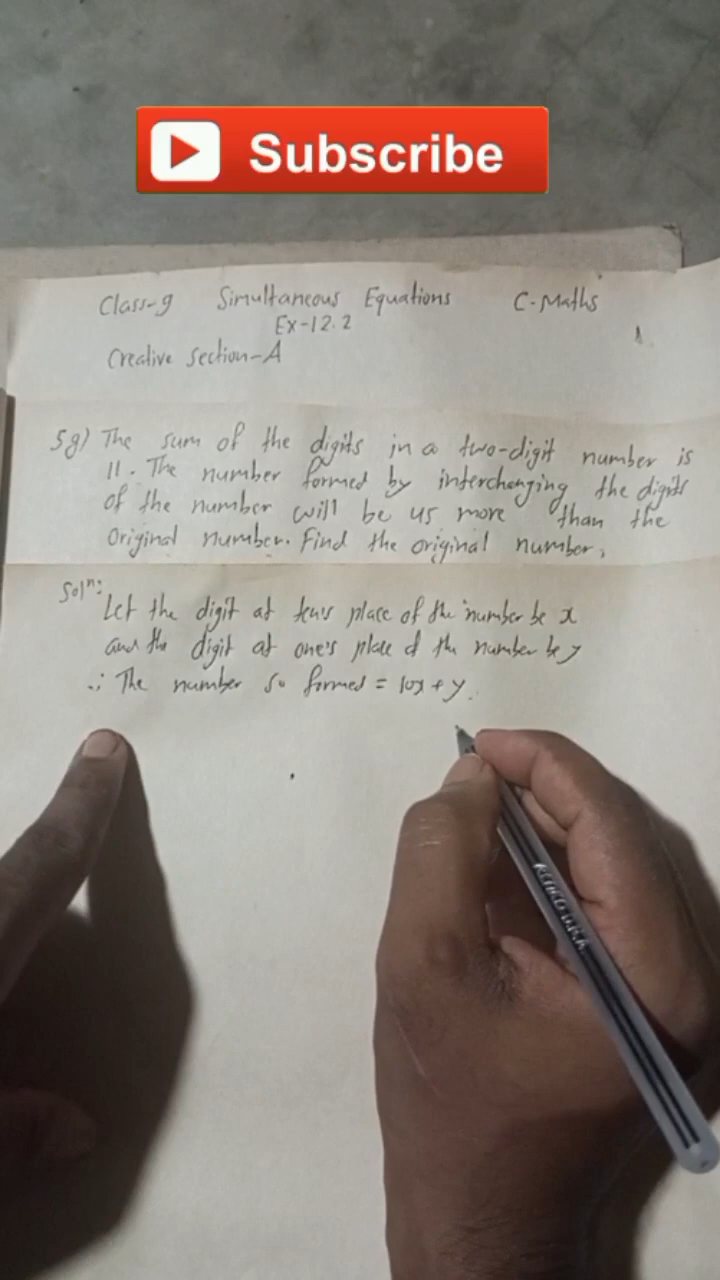 Subscribe
Class-9 Simultaneous Equations C-Maths
Ex-12.2
Creative section-A
5g) The sum of the digits in a two-digit number is
11. The number formed by interchanging the digits
of the number will be 45 more than the
Original number. Find the original number.
Solⁿ:
Let the digit at ten's place of the number be x
and the digit at one's place of the number be y
∴ The number so formed = 10x + y.